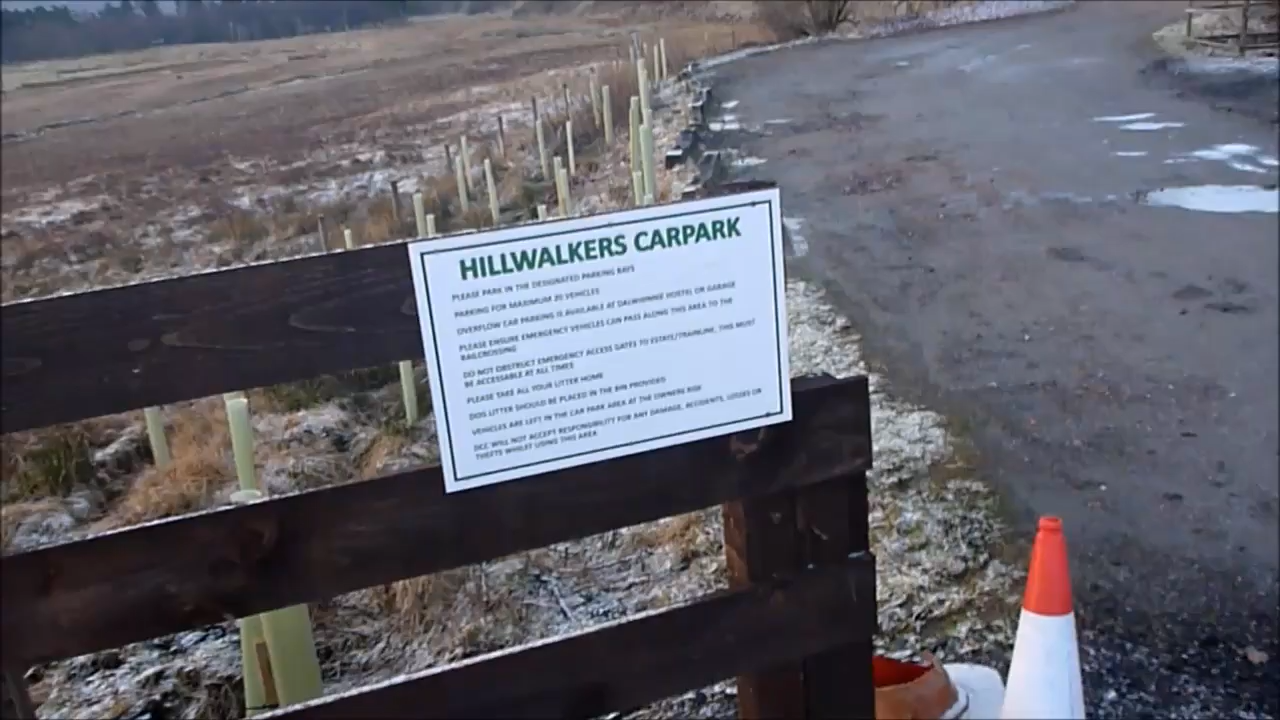 HILLWALKERS CARPARK
PLEASE PARK IN THE DESIGNATED PARKING BAYS
PARKING FOR MAXIMUM 20 VEHICLES
OVERFLOW CAR PARKING IS AVAILABLE AT DALWHINNIE HOSTEL OR GARAGE
PLEASE ENSURE EMERGENCY VEHICLES CAN PASS ALONG THIS AREA TO THE
RAILCROSSING
DO NOT OBSTRUCT EMERGENCY ACCESS GATES TO ESTATE/TRAINLINE, THIS MUST
BE ACCESSABLE AT ALL TIMES
PLEASE TAKE ALL YOUR LITTER HOME
DOG LITTER SHOULD BE PLACED IN THE BIN PROVIDED
VEHICLES ARE LEFT IN THE CAR PARK AREA AT THE OWNERS RISK
DCC WILL NOT ACCEPT RESPONSIBILITY FOR ANY DAMAGE, ACCIDENTS, LOSSES OR
THEFTS WHILST USING THIS AREA